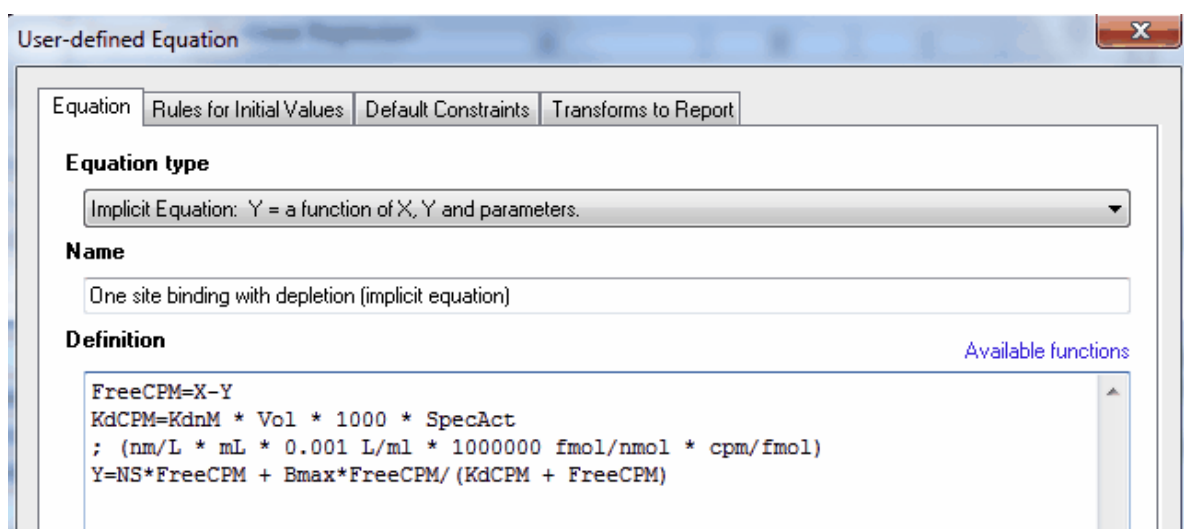 User-defined Equation
Equation Rules for Initial Values Default Constraints Transforms to Report
Equation type
Implicit Equation: Y = a function of X, Y and parameters.
Name
One site binding with depletion (implicit equation)
Definition
Available functions
FreeCPM=X-Y
KdCPM=KdnM * Vol * 1000 * SpecAct
; (nm/L * mL * 0.001 L/ml * 1000000 fmol/nmol * cpm/fmol)
Y=NS*FreeCPM + Bmax*FreeCPM/(KdCPM + FreeCPM)